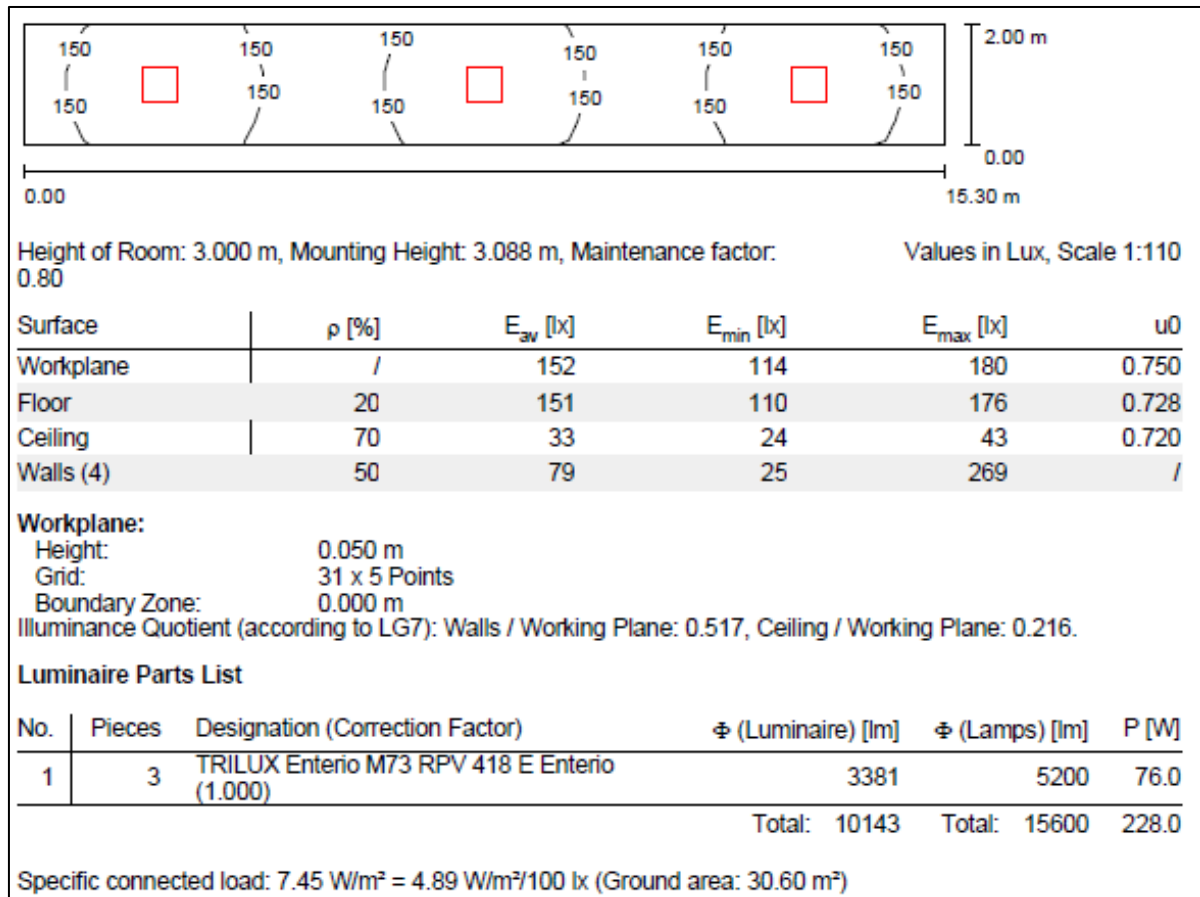 150 150 150 150 150 150
2.00 m
150 150 150 150 150 150
0.00
0.00 15.30 m
Height of Room: 3.000 m, Mounting Height: 3.088 m, Maintenance factor: Values in Lux, Scale 1:110
0.80
Surface ρ [%] Eav [lx] Emin [lx] Emax [lx] u0
Workplane / 152 114 180 0.750
Floor 20 151 110 176 0.728
Ceiling 70 33 24 43 0.720
Walls (4) 50 79 25 269 /
Workplane:
Height: 0.050 m
Grid: 31 x 5 Points
Boundary Zone: 0.000 m
Illuminance Quotient (according to LG7): Walls / Working Plane: 0.517, Ceiling / Working Plane: 0.216.
Luminaire Parts List
No. Pieces Designation (Correction Factor) Φ (Luminaire) [lm] Φ (Lamps) [lm] P [W]
1 3 TRILUX Enterio M73 RPV 418 E Enterio 3381 5200 76.0
(1.000)
Total: 10143 Total: 15600 228.0
Specific connected load: 7.45 W/m² = 4.89 W/m²/100 lx (Ground area: 30.60 m²)